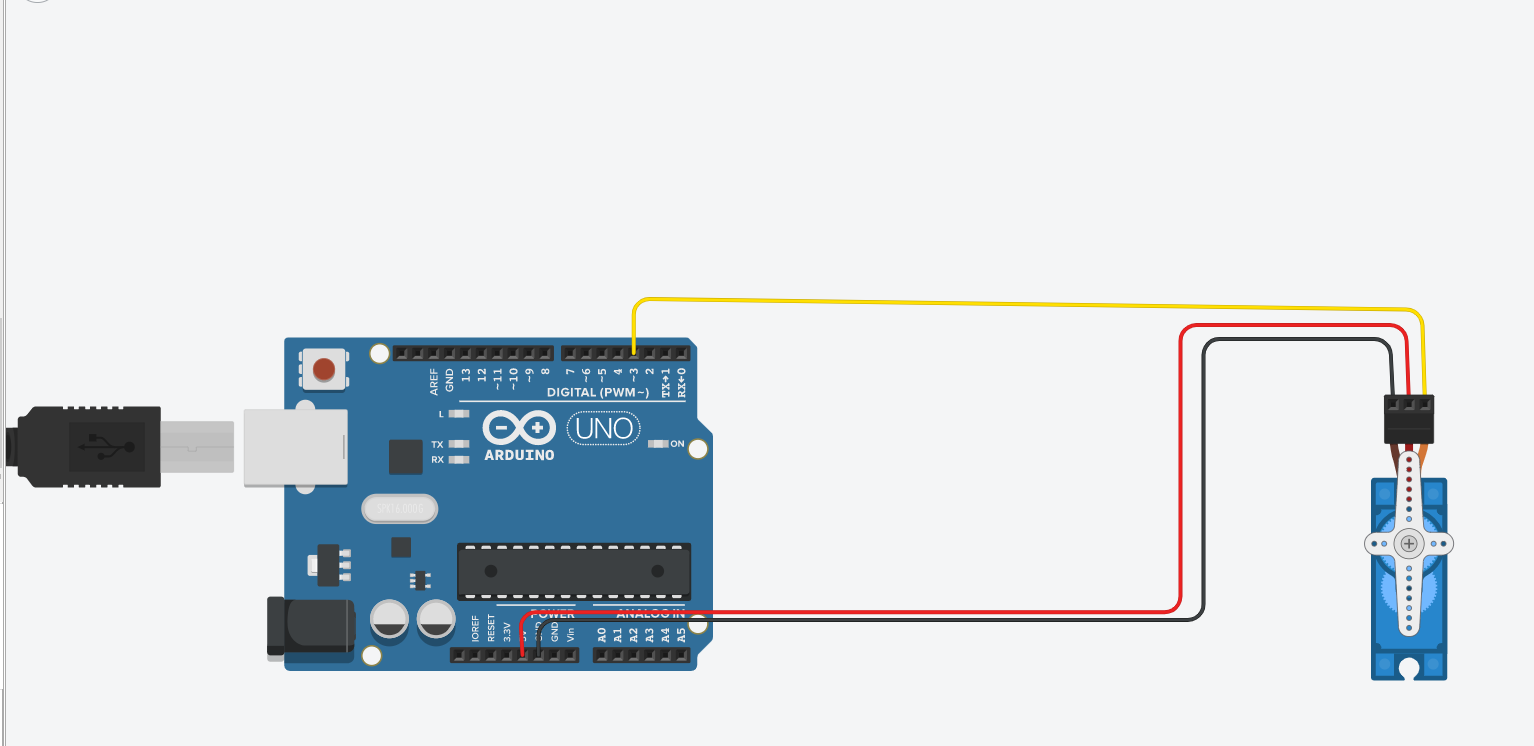 AREF
GND
13
12
~11
~10
~9
8
7
~6
~5
4
~3
2
TX→1
RX←0
DIGITAL (PWM~)
L
TX
RX
UNO
ARDUINO
ON
POWER
ANALOG IN
IOREF
RESET
3.3V
5V
GND
GND
Vin
A0
A1
A2
A3
A4
A5